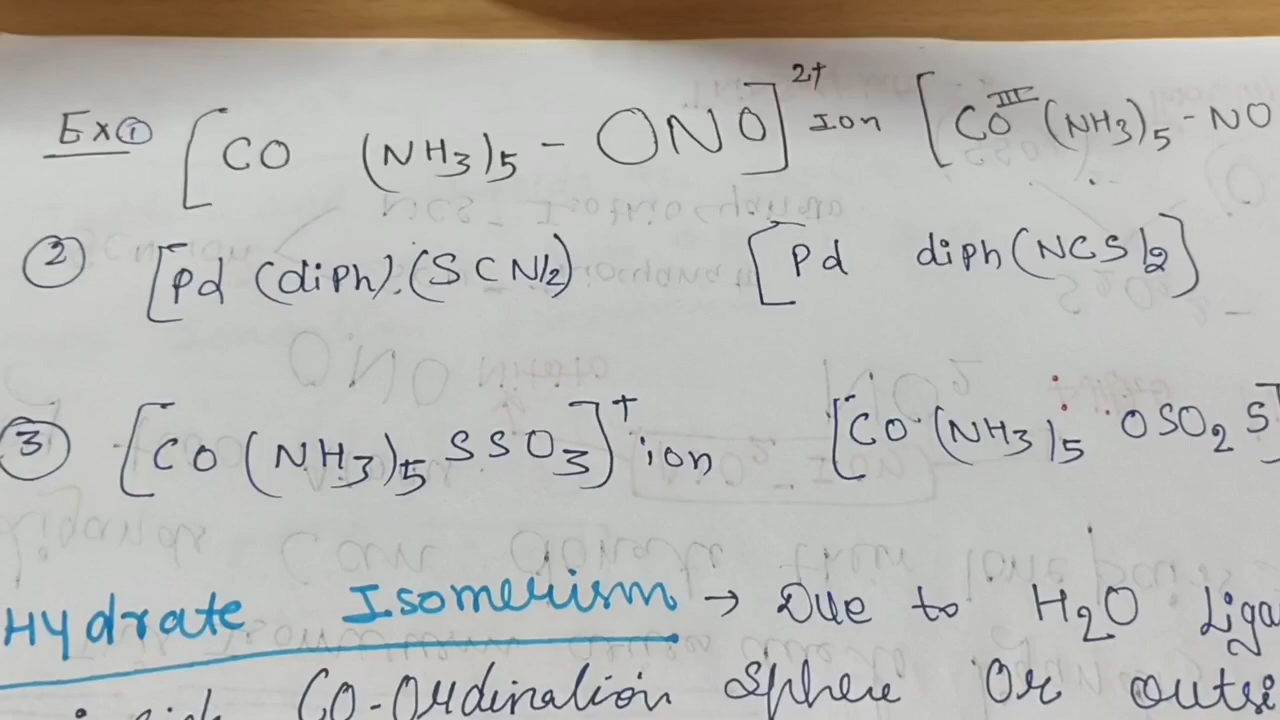 Ex① [CO (NH3)5 - ONO]2+ Ion [CO III (NH3)5 - NO
② [Pd (diph).(SCN)2) [Pd diph(NCS)2]
③ [CO (NH3)5 SSO3]+ ion [CO (NH3)5 OSO2 S]
Hydrate Isomerism → Due to H2O Liga
CO-Ordination Sphere Or outsi